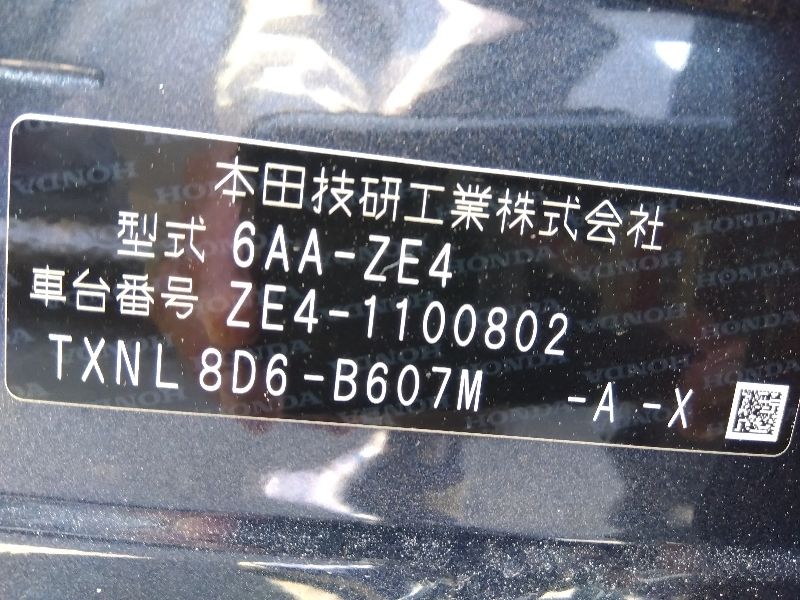 本田技研工業株式会社
型式 6AA-ZE4
車台番号 ZE4-1100802
TXNL 8D6-B607M -A -X